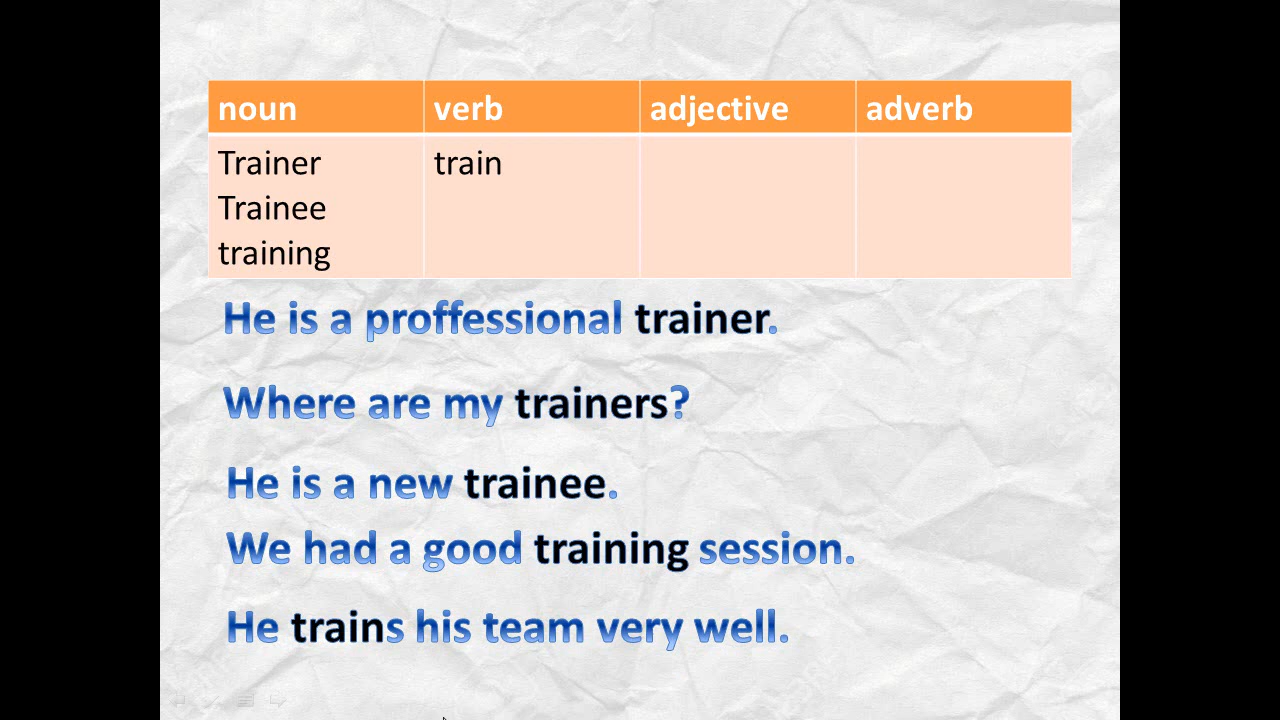 noun verb adjective adverb
Trainer train
Trainee
training
He is a proffessional trainer.
Where are my trainers?
He is a new trainee.
We had a good training session.
He trains his team very well.